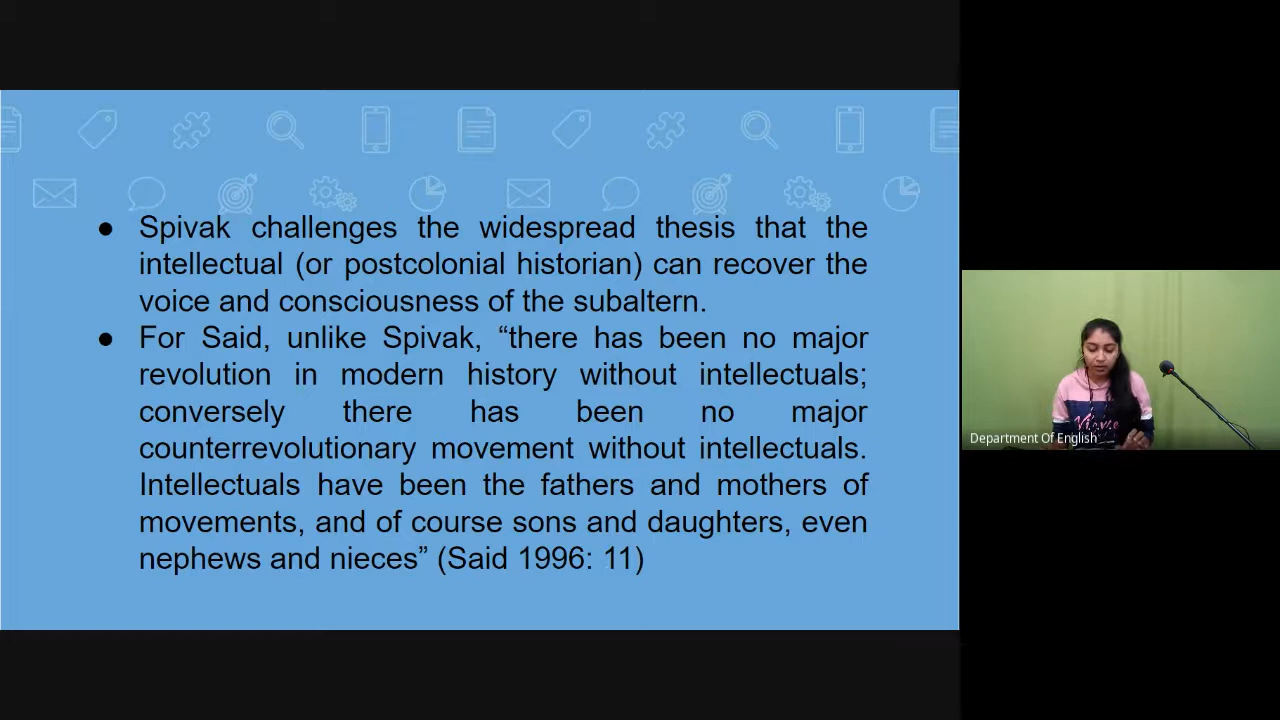 ● Spivak challenges the widespread thesis that the
intellectual (or postcolonial historian) can recover the
voice and consciousness of the subaltern.
● For Said, unlike Spivak, “there has been no major
revolution in modern history without intellectuals;
conversely there has been no major
counterrevolutionary movement without intellectuals.
Intellectuals have been the fathers and mothers of
movements, and of course sons and daughters, even
nephews and nieces” (Said 1996: 11)
Department Of English